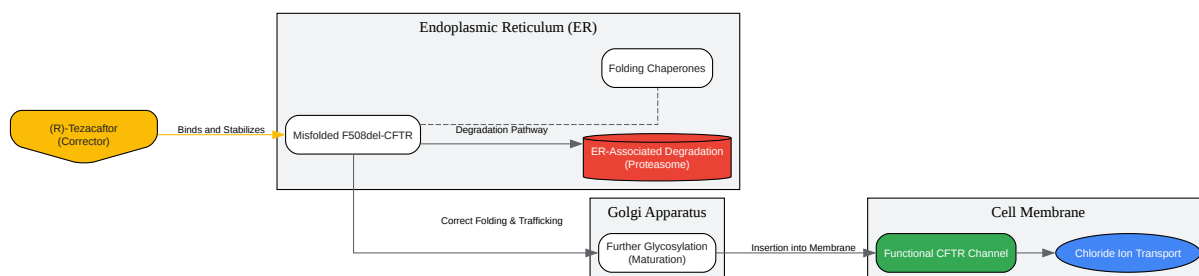 Endoplasmic Reticulum (ER)
Folding Chaperones
(R)-Tezacaftor
(Corrector)
Binds and Stabilizes
Misfolded F508del-CFTR
Degradation Pathway
ER-Associated Degradation
(Proteasome)
Correct Folding & Trafficking
Golgi Apparatus
Further Glycosylation
(Maturation)
Insertion into Membrane
Cell Membrane
Functional CFTR Channel
Chloride Ion Transport